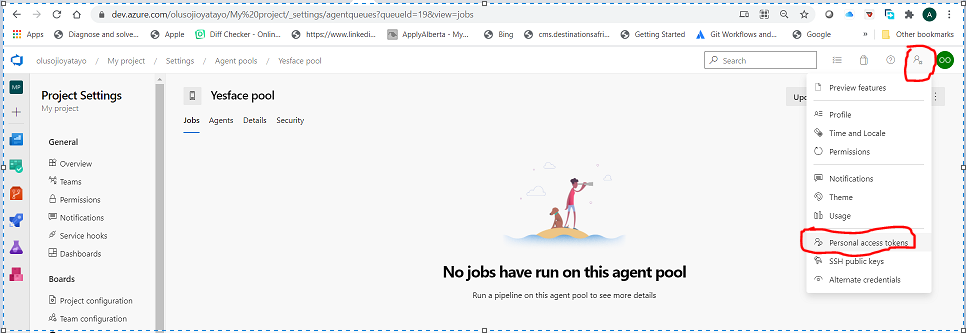 dev.azure.com/olusojioyatayo/My%20project/_settings/agentqueues?queueId=19&view=jobs
A
Apps
Diagnose and solve...
Apple
Diff Checker - Onlin...
https://www.linkedi...
ApplyAlberta - My...
Bing
cms.destinationsafri...
Getting Started
Git Workflows and...
Google
»
Other bookmarks
olusojioyatayo / My project / Settings / Agent pools / Yesface pool
Search
OO
MP
Project Settings
My project
General
Overview
Teams
Permissions
Notifications
Service hooks
Dashboards
Boards
Project configuration
Team configuration
Yesface pool
Upd
Jobs Agents Details Security
No jobs have run on this agent pool
Run a pipeline on this agent pool to see more details
Preview features
Profile
Time and Locale
Permissions
Notifications
Theme
Usage
Personal access tokens
SSH public keys
Alternate credentials